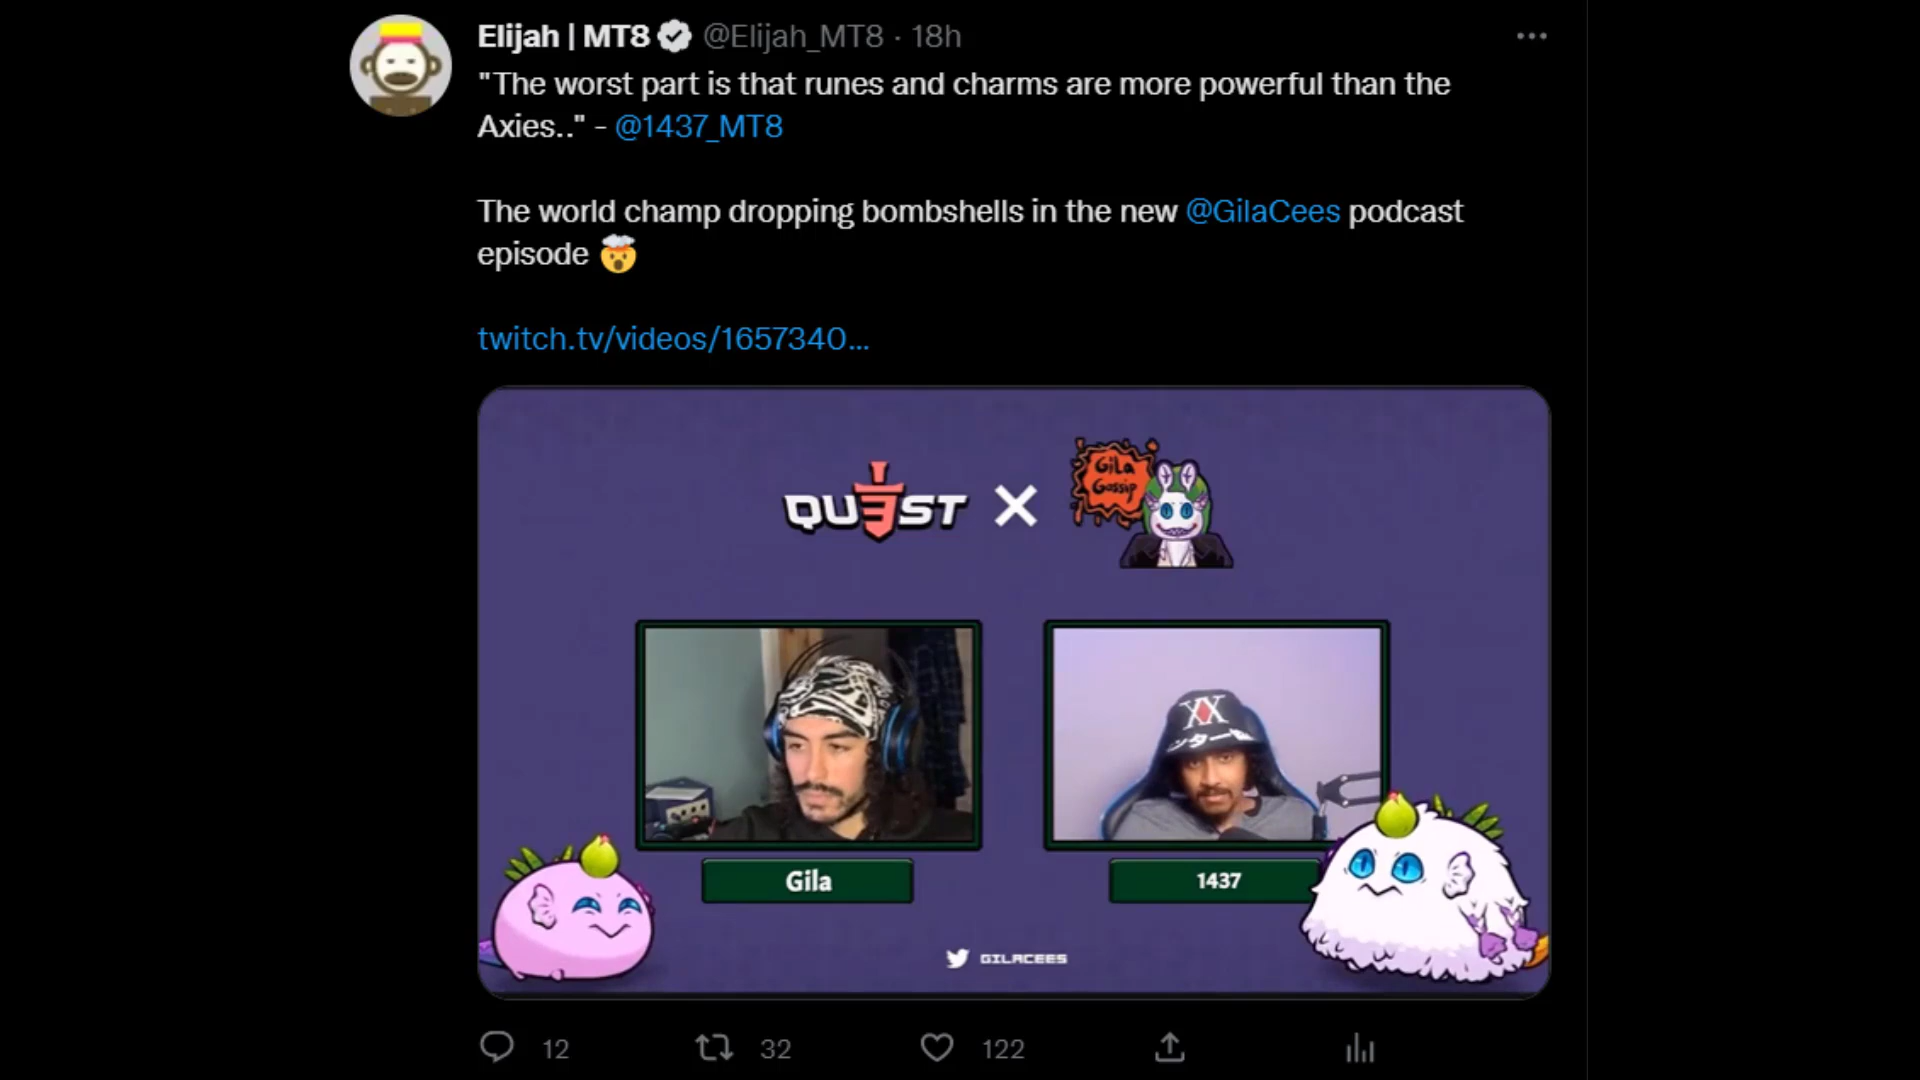 Elijah | MT8 @Elijah_MT8 · 18h
"The worst part is that runes and charms are more powerful than the
Axies.." - @1437_MT8
The world champ dropping bombshells in the new @GilaCees podcast
episode 🤯
twitch.tv/videos/1657340...
QU3ST X GiLa
Gossip
Gila
1437
GILACEES
12 32 122